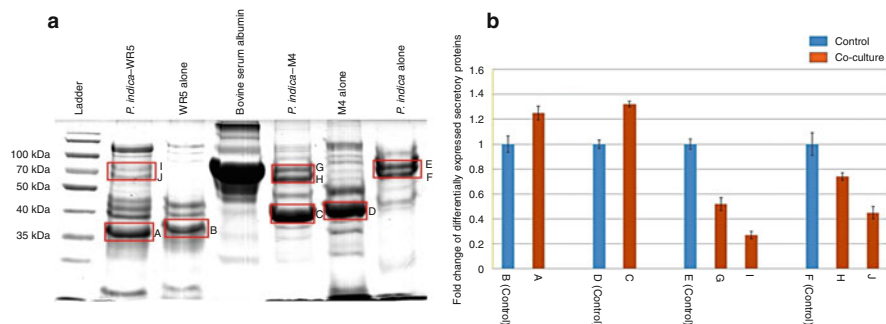 a
Ladder
P. indica–WR5
WR5 alone
Bovine serum albumin
P. indica–M4
M4 alone
P. indica alone
100 kDa
70 kDa
50 kDa
40 kDa
35 kDa
I
J
A
B
G
H
C
D
E
F
b
Control
Co-culture
Fold change of differentially expressed secretory proteins
1.6
1.4
1.2
1
0.8
0.6
0.4
0.2
0
B (Control)
A
D (Control)
C
E (Control)
G
I
F (Control)
H
J